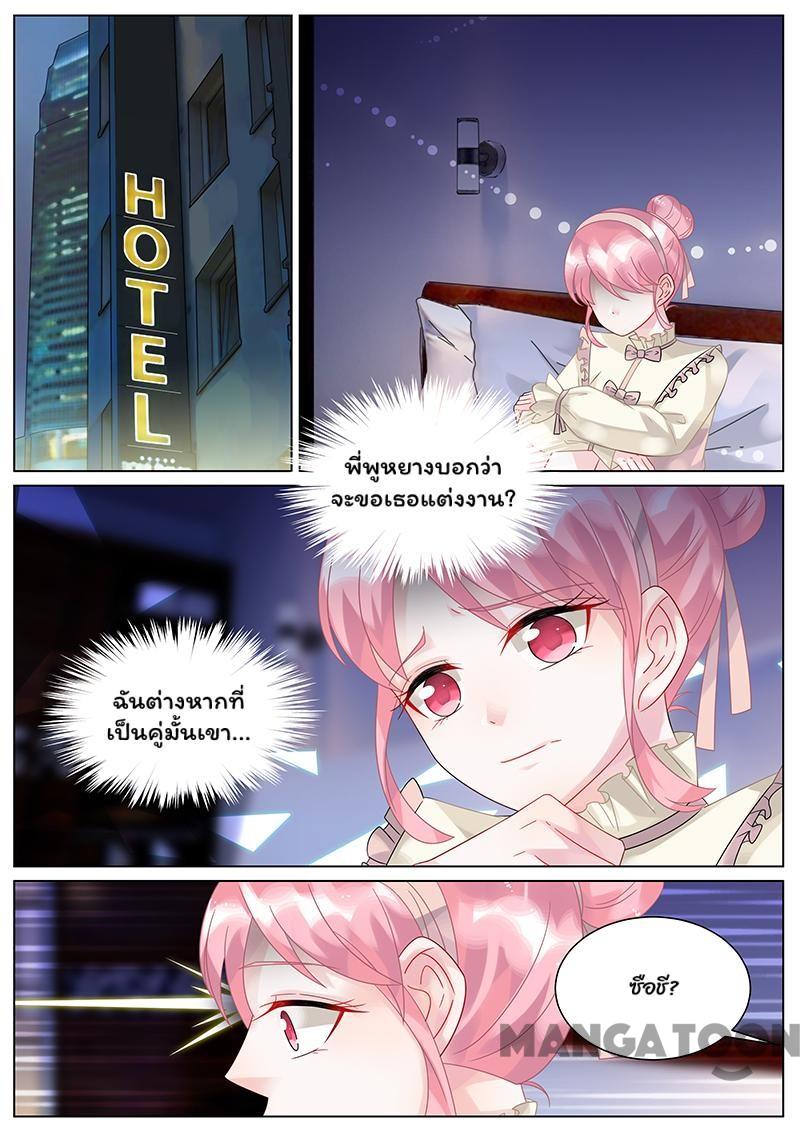 HOTEL
พี่พูหยางบอกว่า
จะขอเธอแต่งงาน?
ฉันต่างหากที่
เป็นคู่มั้นเขา...
ซือชี?
MANGATOON